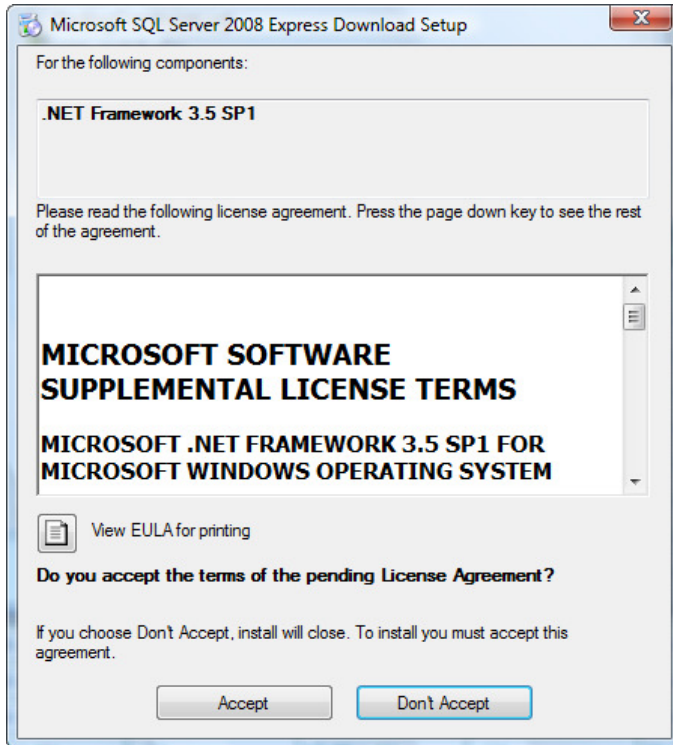 Microsoft SQL Server 2008 Express Download Setup
For the following components:
.NET Framework 3.5 SP1
Please read the following license agreement. Press the page down key to see the rest
of the agreement.
MICROSOFT SOFTWARE
SUPPLEMENTAL LICENSE TERMS
MICROSOFT .NET FRAMEWORK 3.5 SP1 FOR
MICROSOFT WINDOWS OPERATING SYSTEM
View EULA for printing
Do you accept the terms of the pending License Agreement?
If you choose Don't Accept, install will close. To install you must accept this
agreement.
Accept Don't Accept